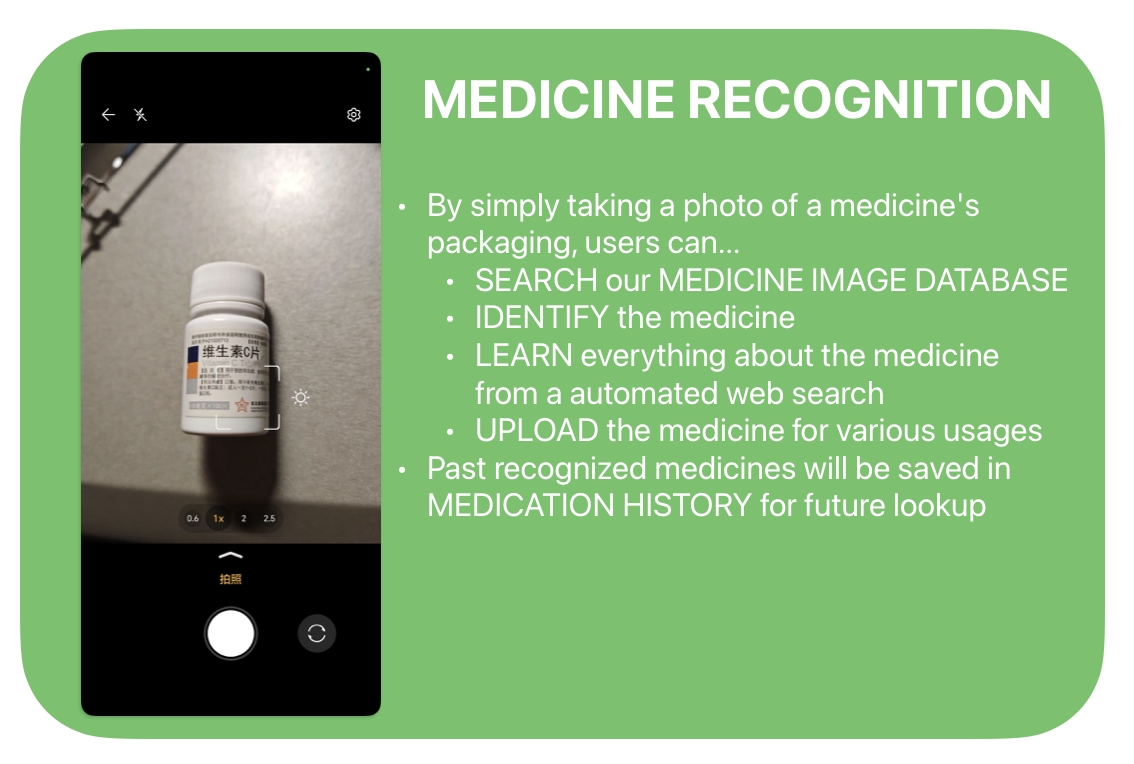 MEDICINE RECOGNITION
• By simply taking a photo of a medicine's
packaging, users can...
• SEARCH our MEDICINE IMAGE DATABASE
• IDENTIFY the medicine
• LEARN everything about the medicine
from a automated web search
• UPLOAD the medicine for various usages
• Past recognized medicines will be saved in
MEDICATION HISTORY for future lookup
维生素C片
0.6 1x 2 2.5
拍照